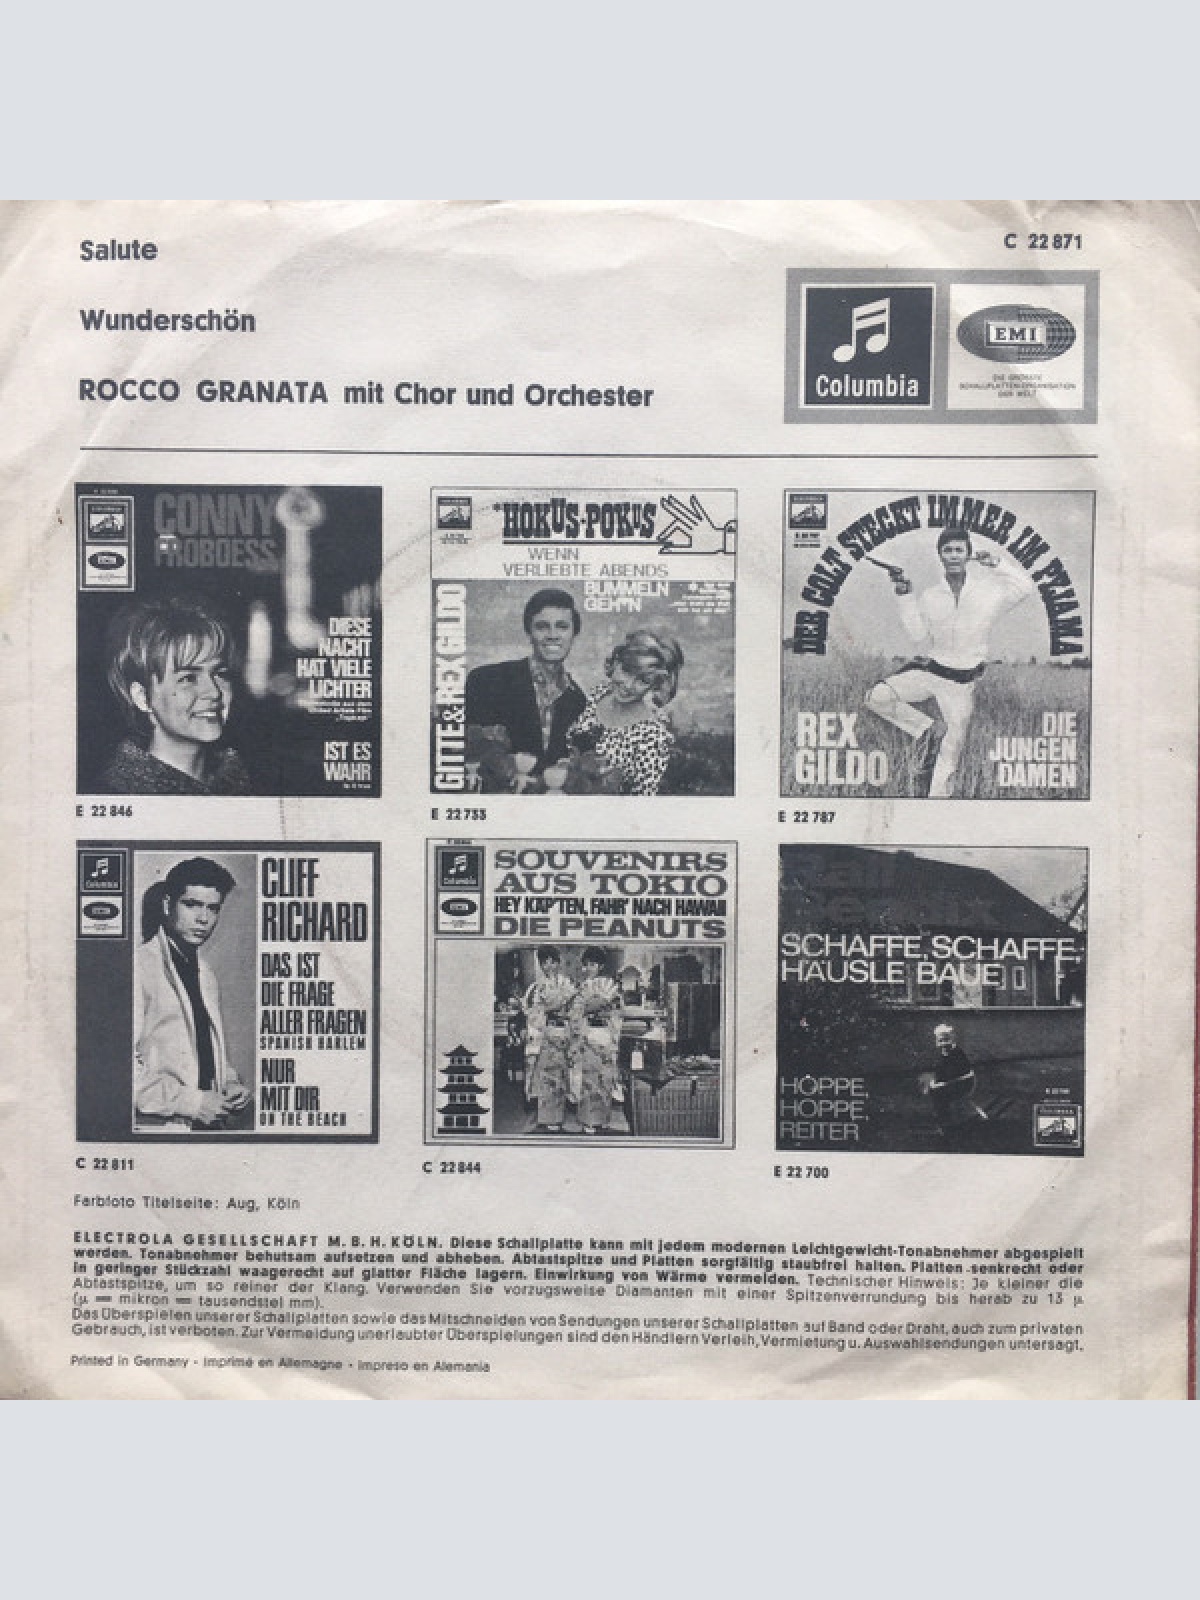 Salute
C 22 871
Wunderschön
ROCCO GRANATA mit Chor und Orchester
Columbia
EMI
DIE GRÖSSTE
SCHALLPLATTEN-ORGANISATION
DER WELT
CONNY
FROBOESS
DIESE
NACHT
HAT VIELE
LICHTER
IST ES
WAHR
E 22 846
HOKUS-POKUS
WENN
VERLIEBTE ABENDS
BUMMELN
GEH'N
GITTE & REX GILDO
E 22 733
DER COLT STECKT IMMER IM PYJAMA
REX
GILDO
DIE
JUNGEN
DAMEN
E 22 787
Columbia
CLIFF
RICHARD
DAS IST
DIE FRAGE
ALLER FRAGEN
SPANISH HARLEM
NUR
MIT DIR
ON THE BEACH
C 22 811
Columbia
SOUVENIRS
AUS TOKIO
HEY KÄP'TEN, FAHR' NACH HAWAII
DIE PEANUTS
C 22 844
SCHAFFE, SCHAFFE,
HÄUSLE BAUE
HOPPE,
HOPPE,
REITER
E 22 700
Farbfoto Titelseite: Aug, Köln
ELECTROLA GESELLSCHAFT M. B. H. KÖLN. Diese Schallplatte kann mit jedem modernen Leichtgewicht-Tonabnehmer abgespielt
werden. Tonabnehmer behutsam aufsetzen und abheben. Abtastspitze und Platten sorgfältig staubfrei halten. Platten senkrecht oder
in geringer Stückzahl waagerecht auf glatter Fläche lagern. Einwirkung von Wärme vermeiden. Technischer Hinweis: Je kleiner die
Abtastspitze, um so reiner der Klang. Verwenden Sie vorzugsweise Diamanten mit einer Spitzenverrundung bis herab zu 13 µ
(µ = mikron = tausendstel mm).
Das Überspielen unserer Schallplatten sowie das Mitschneiden von Sendungen unserer Schallplatten auf Band oder Draht, auch zum privaten
Gebrauch, ist verboten. Zur Vermeidung unerlaubter Überspielungen sind den Händlern Verleih, Vermietung u. Auswahlsendungen untersagt.
Printed in Germany · Imprimé en Allemagne · Impreso en Alemania